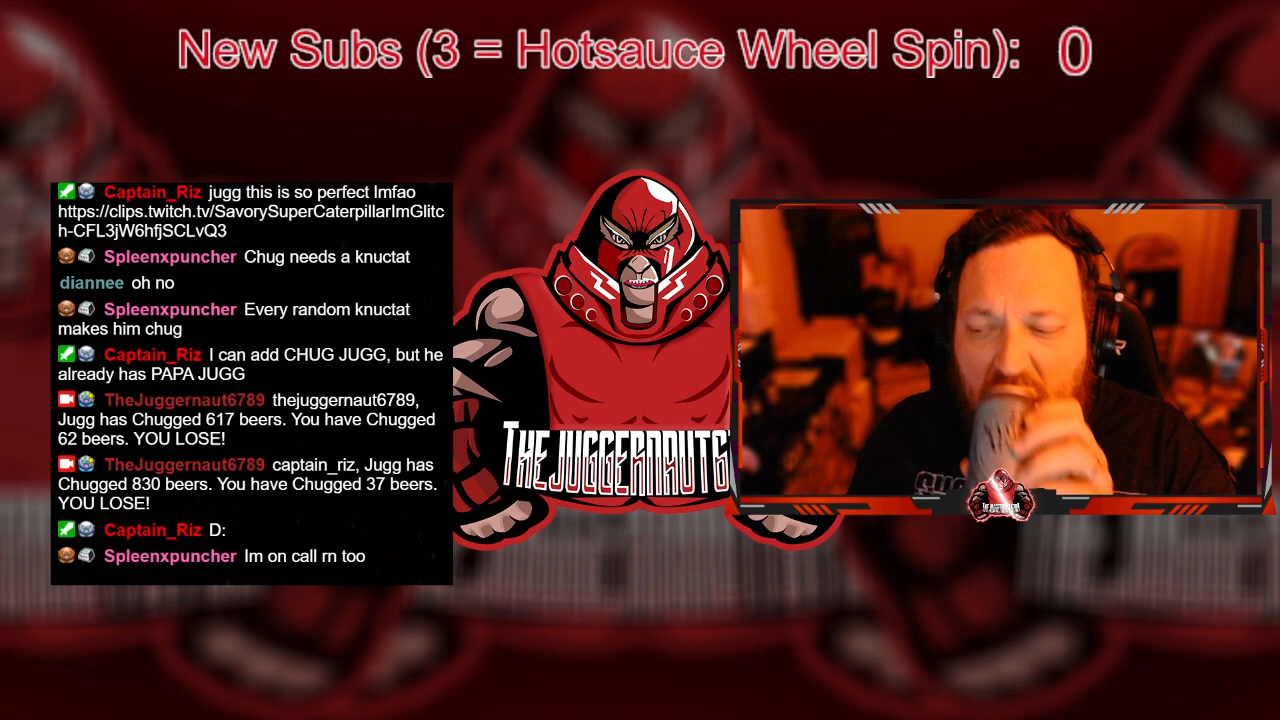 New Subs (3 = Hotsauce Wheel Spin): 0
Captain_Riz jugg this is so perfect lmfao
https://clips.twitch.tv/SavorySuperCaterpillarImGlitc
h-CFL3jW6hfjSCLvQ3
Spleenxpuncher Chug needs a knuctat
diannee oh no
Spleenxpuncher Every random knuctat
makes him chug
Captain_Riz I can add CHUG JUGG, but he
already has PAPA JUGG
TheJuggernaut6789 thejuggernaut6789,
Jugg has Chugged 617 beers. You have Chugged
62 beers. YOU LOSE!
TheJuggernaut6789 captain_riz, Jugg has
Chugged 830 beers. You have Chugged 37 beers.
YOU LOSE!
Captain_Riz D:
Spleenxpuncher Im on call rn too
THEJUGGERNAUT6